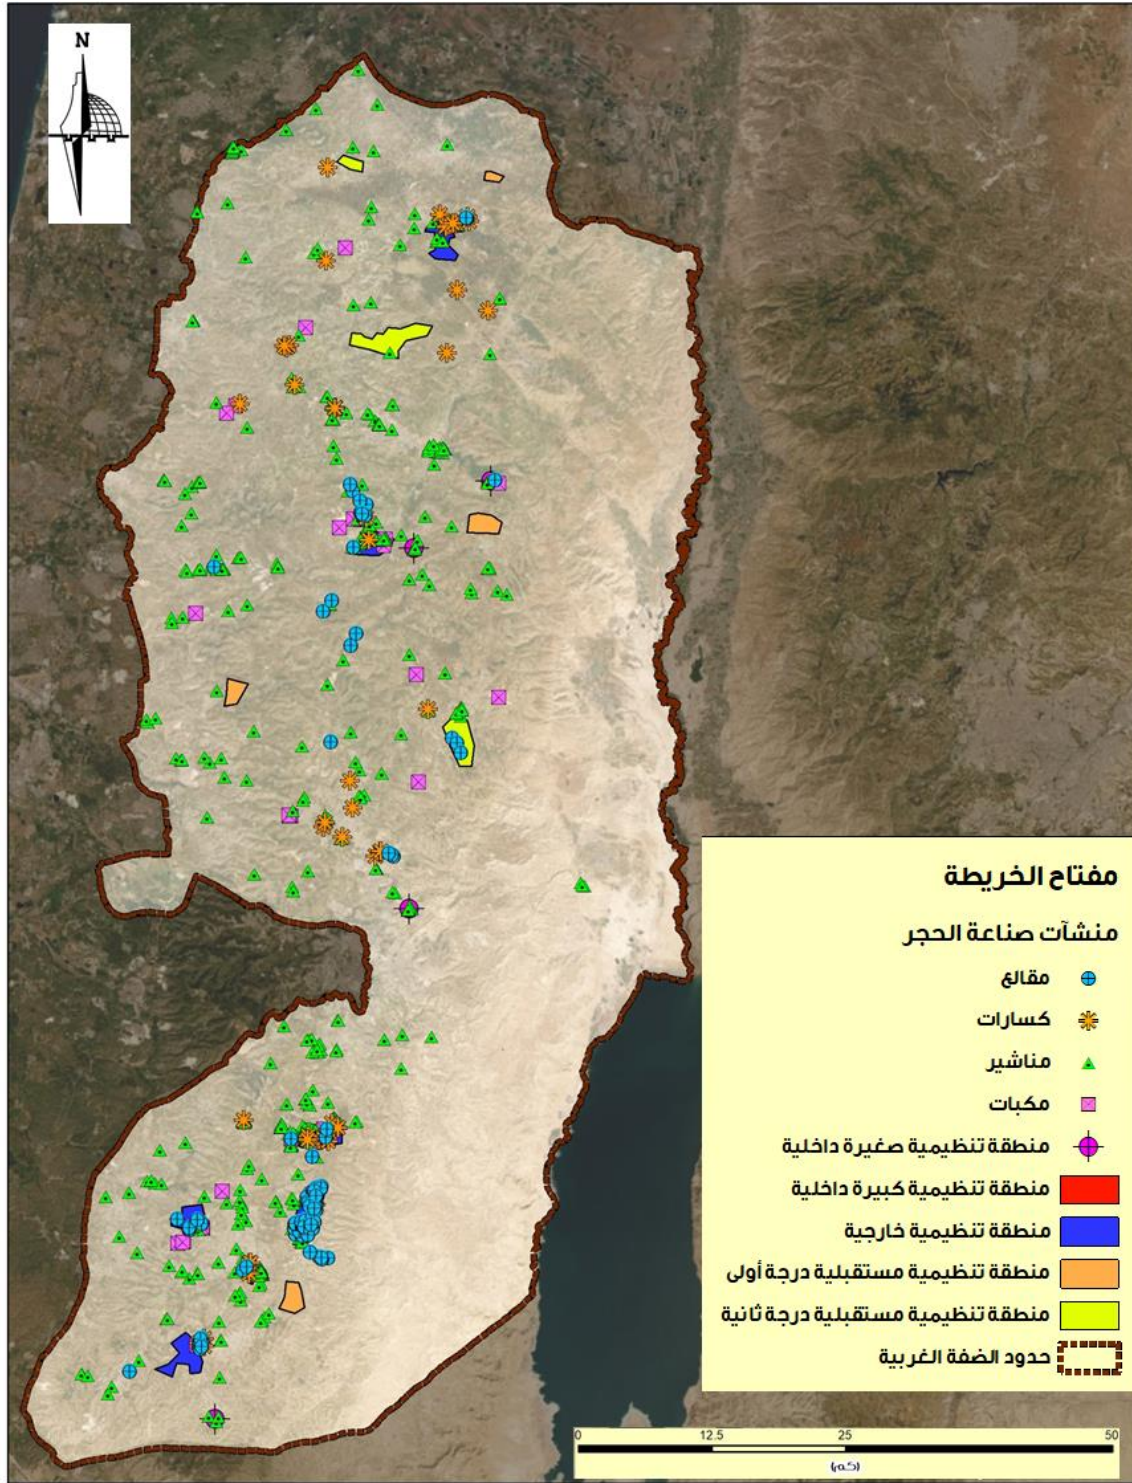 N
مفتاح الخريطة
منشآت صناعة الحجر
مقالع
كسارات
مناشير
مكبات
منطقة تنظيمية صغيرة داخلية
منطقة تنظيمية كبيرة داخلية
منطقة تنظيمية خارجية
منطقة تنظيمية مستقبلية درجة أولى
منطقة تنظيمية مستقبلية درجة ثانية
حدود الضفة الغربية
0 12.5 25 50
(كم)